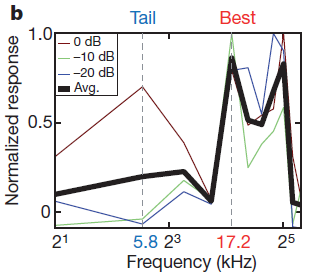 b
Tail Best
Normalized response
1.0
0.5
0
0 dB
–10 dB
–20 dB
Avg.
21 5.8 23 17.2 25
Frequency (kHz)